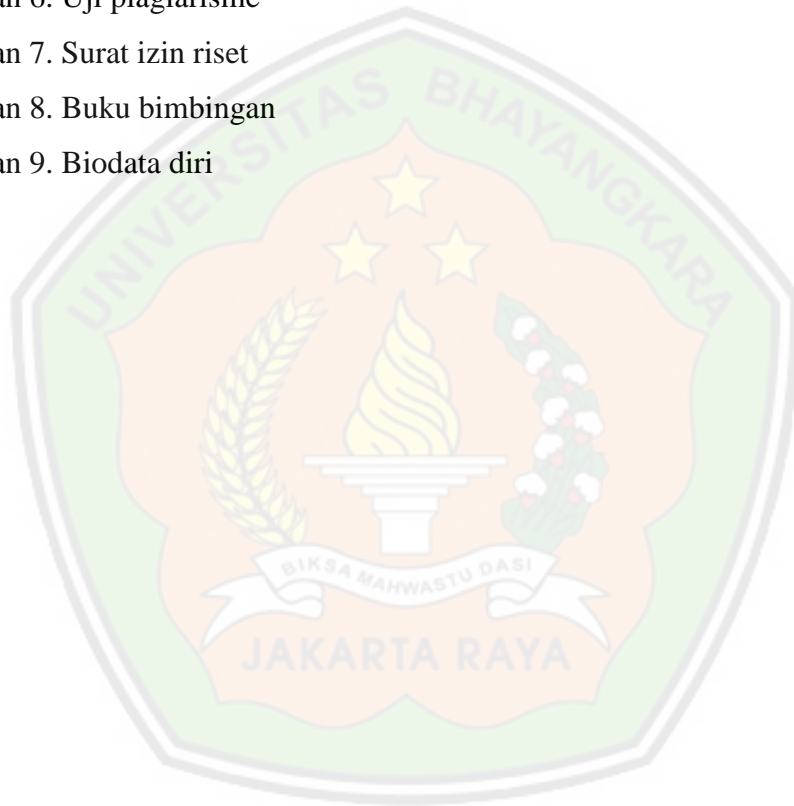 an 6. Uji plagiarisme
an 7. Surat izin riset
an 8. Buku bimbingan
an 9. Biodata diri
UNIVERSITAS BHAYANGKARA
BIKSA MAHWASTU DASI
JAKARTA RAYA